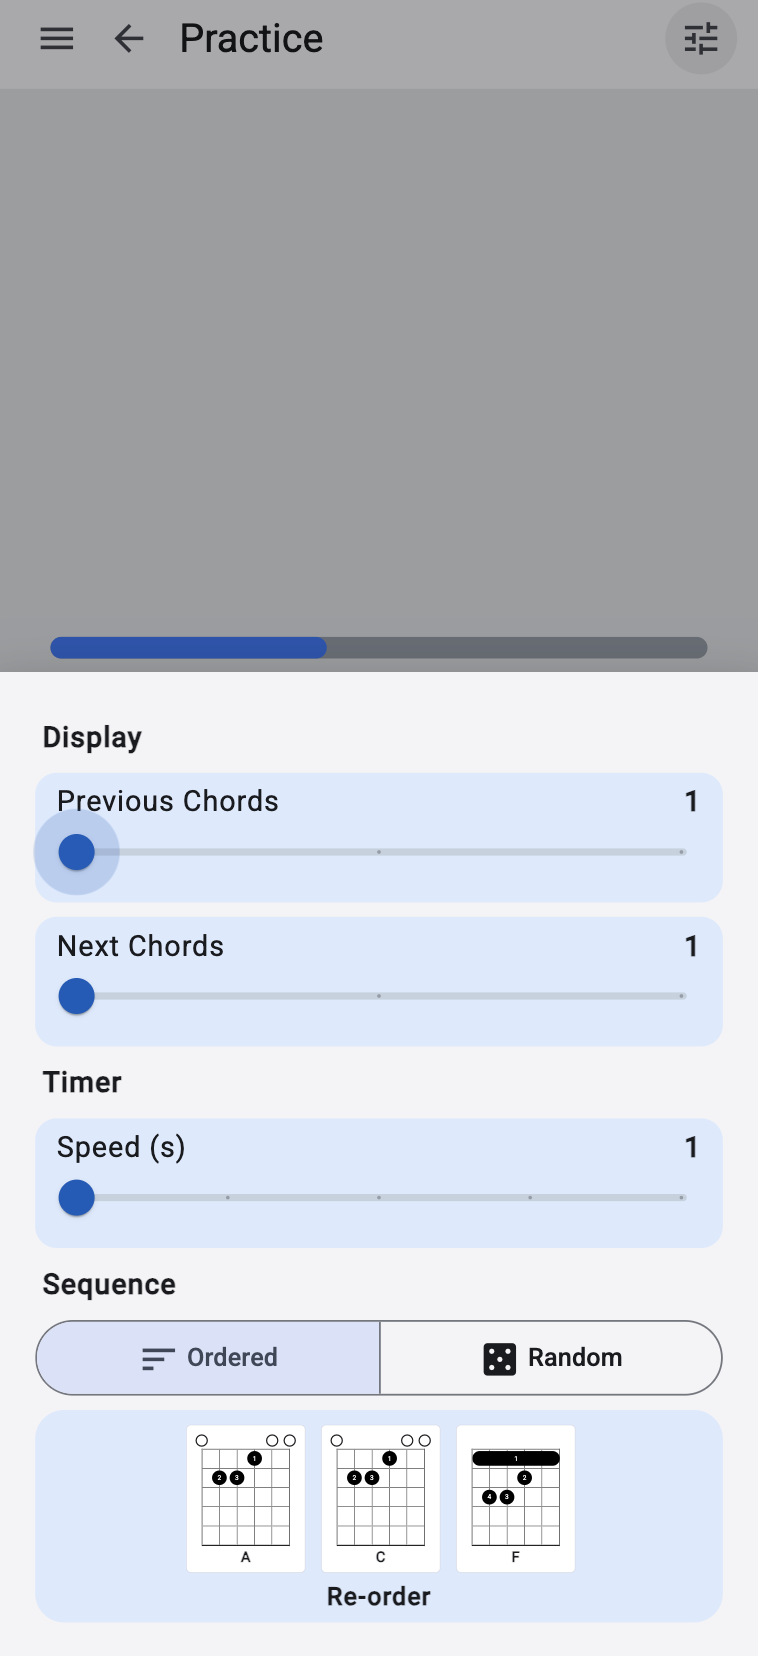 Practice
Display
Previous Chords 1
Next Chords 1
Timer
Speed (s) 1
Sequence
Ordered Random
1 1 1
2 3 2 3 2
4 3
A C F
Re-order